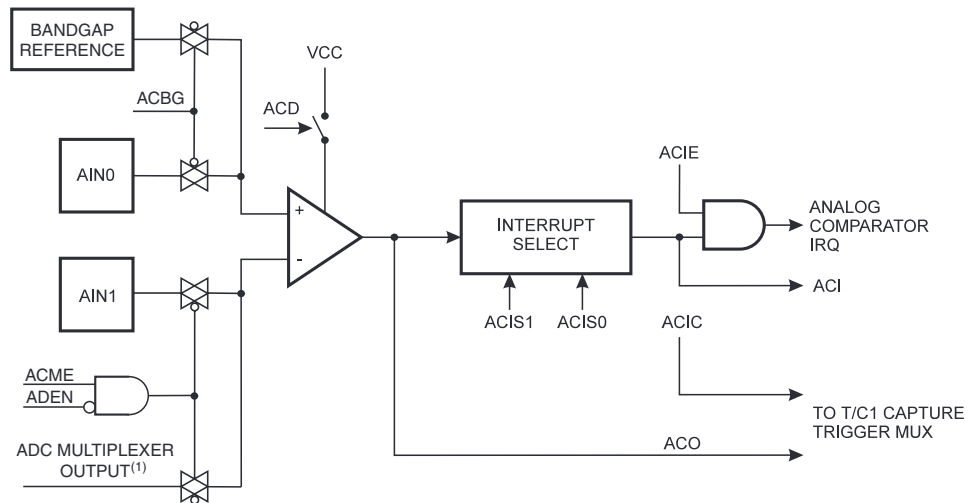 BANDGAP
REFERENCE
VCC
ACBG
ACD
AIN0
ACIE
+
INTERRUPT
SELECT
ANALOG
COMPARATOR
IRQ
-
AIN1
ACI
ACIS1 ACIS0 ACIC
ACME
ADEN
TO T/C1 CAPTURE
TRIGGER MUX
ADC MULTIPLEXER
OUTPUT(1)
ACO